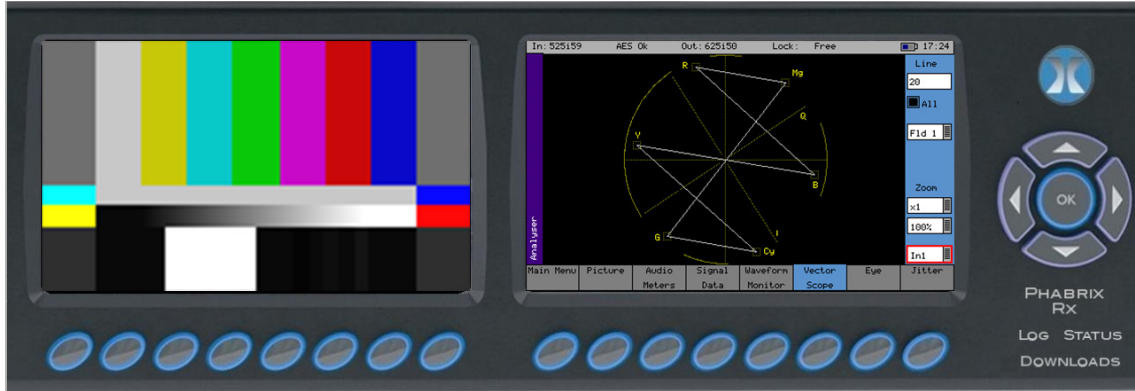 In: 525i59 AES Ok Out: 625i50 Lock: Free 17:24
Line
20
All
Fld 1
Zoom
x1
100%
In1
Analyser
R
Mg
Q
Y
B
I
G
Cy
Main Menu Picture Audio Meters Signal Data Waveform Monitor Vector Scope Eye Jitter
OK
PHABRIX
RX
LOG STATUS
DOWNLOADS